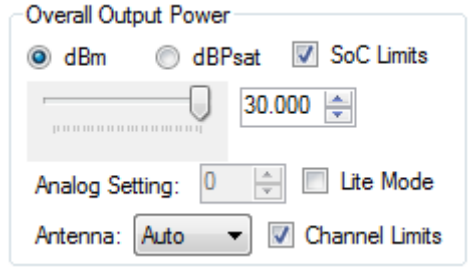 Overall Output Power
dBm dBPsat SoC Limits
30.000
Analog Setting: 0 Lite Mode
Antenna: Auto Channel Limits